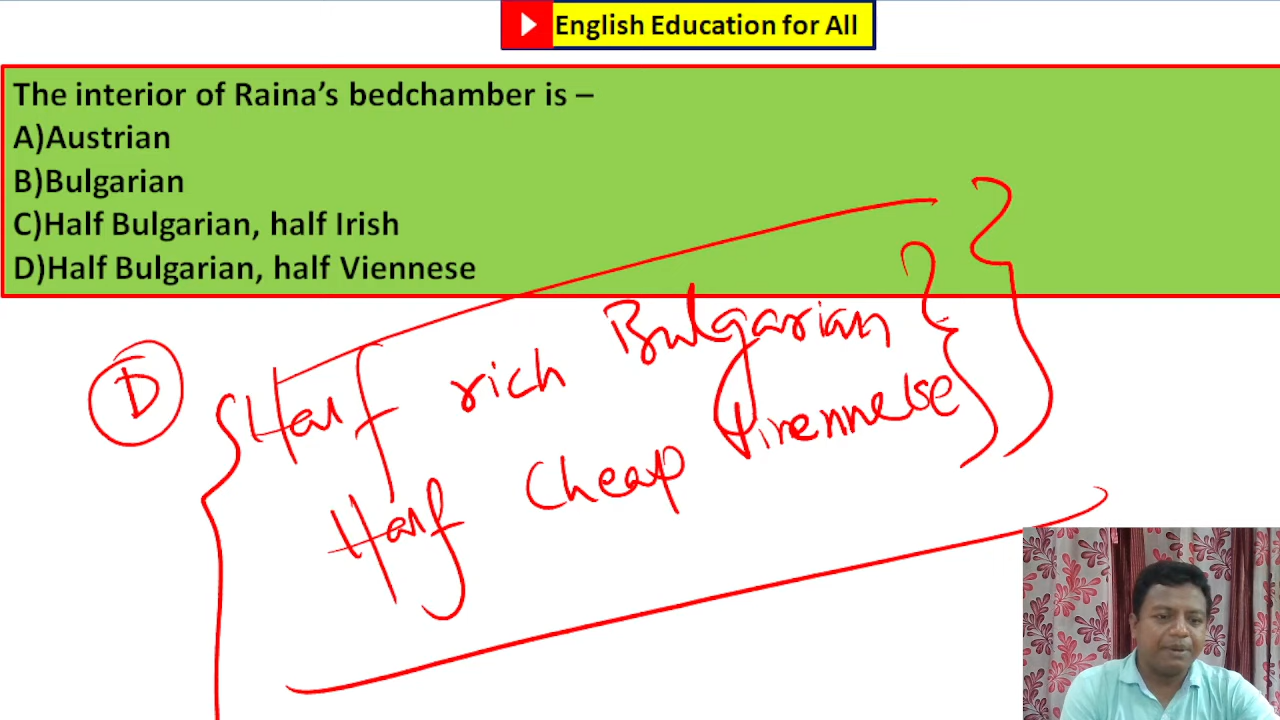 English Education for All
The interior of Raina’s bedchamber is –
A)Austrian
B)Bulgarian
C)Half Bulgarian, half Irish
D)Half Bulgarian, half Viennese
D
Half rich Bulgarian
Half Cheap